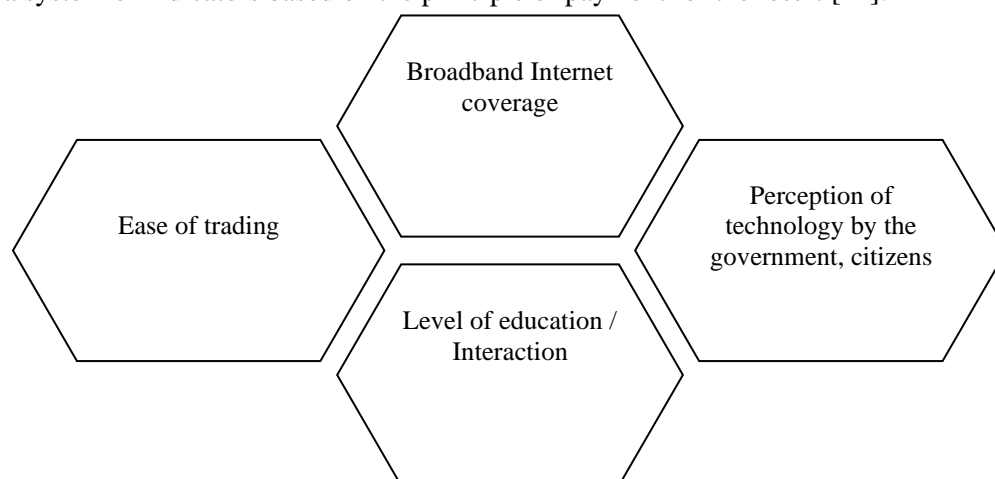 Broadband Internet
coverage
Ease of trading
Perception of
technology by the
government, citizens
Level of education /
Interaction